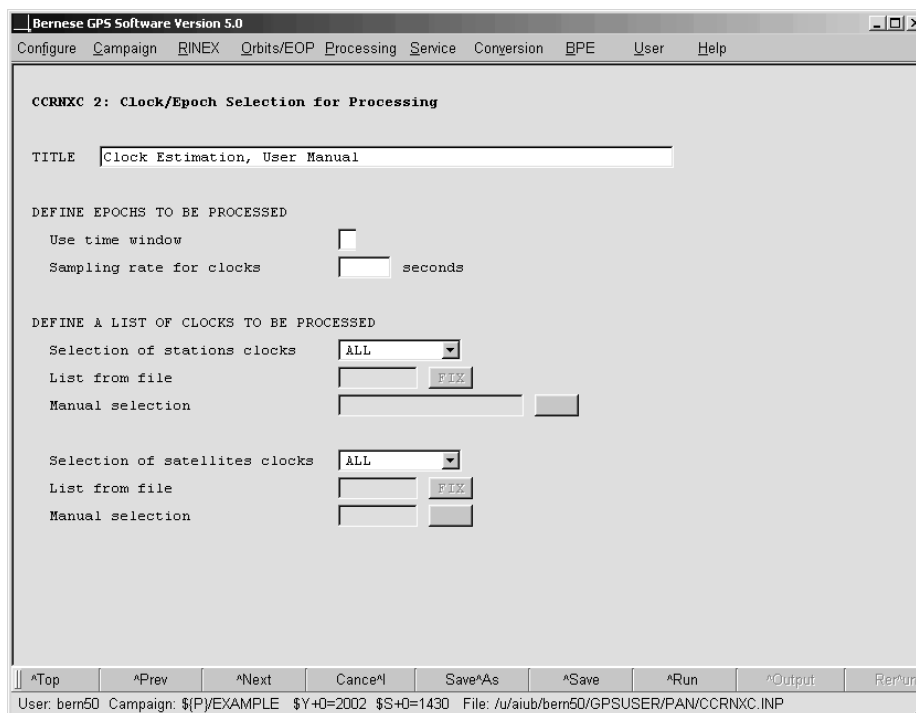 Bernese GPS Software Version 5.0
Configure Campaign RINEX Orbits/EOP Processing Service Conversion BPE User Help
CCRNXC 2: Clock/Epoch Selection for Processing
TITLE Clock Estimation, User Manual
DEFINE EPOCHS TO BE PROCESSED
Use time window
Sampling rate for clocks seconds
DEFINE A LIST OF CLOCKS TO BE PROCESSED
Selection of stations clocks ALL
List from file FIX
Manual selection
Selection of satellites clocks ALL
List from file FIX
Manual selection
^Top ^Prev ^Next Cance^l Save^As ^Save ^Run ^Output Rer^un
User: bern50 Campaign: ${P}/EXAMPLE $Y+0=2002 $S+0=1430 File: /u/aiub/bern50/GPSUSER/PAN/CCRNXC.INP